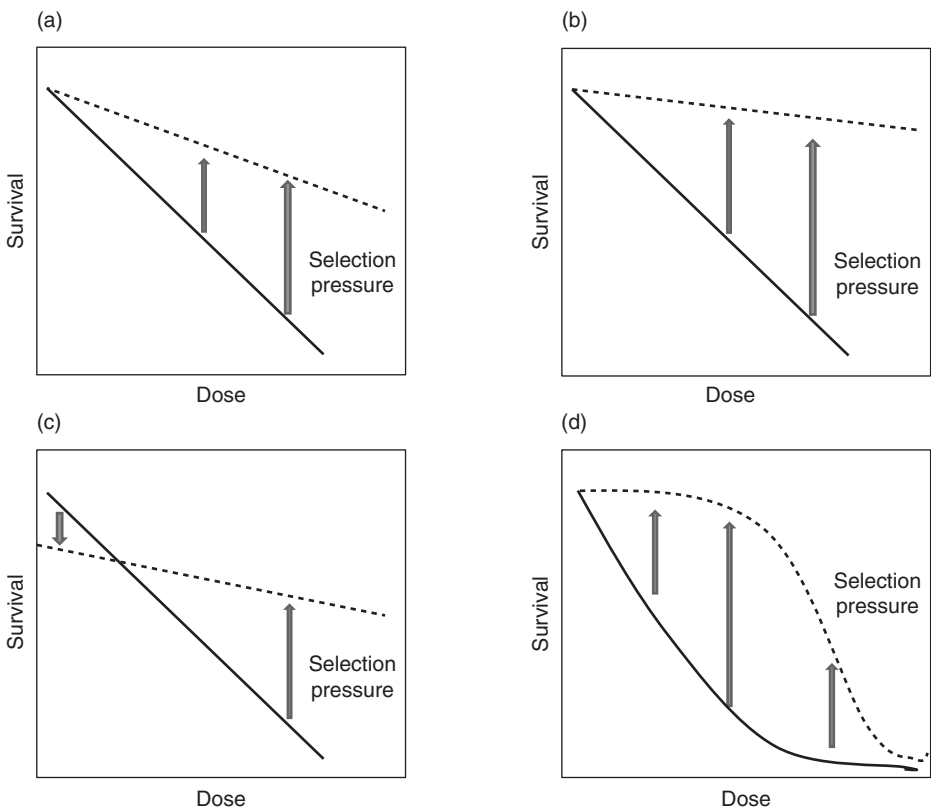 (a)
Survival
Selection
pressure
Dose
(b)
Survival
Selection
pressure
Dose
(c)
Survival
Selection
pressure
Dose
(d)
Survival
Selection
pressure
Dose